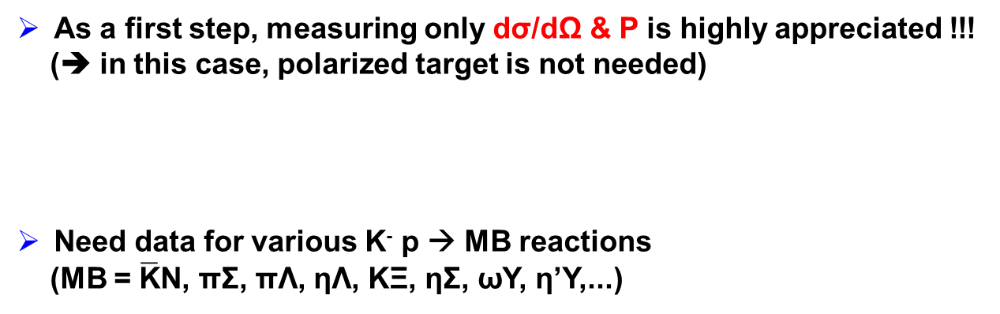 ➢ As a first step, measuring only dσ/dΩ & P is highly appreciated !!!
(➔ in this case, polarized target is not needed)
➢ Need data for various K⁻ p → MB reactions
(MB = K̅N, πΣ, πΛ, ηΛ, KΞ, ηΣ, ωY, η’Y,...)